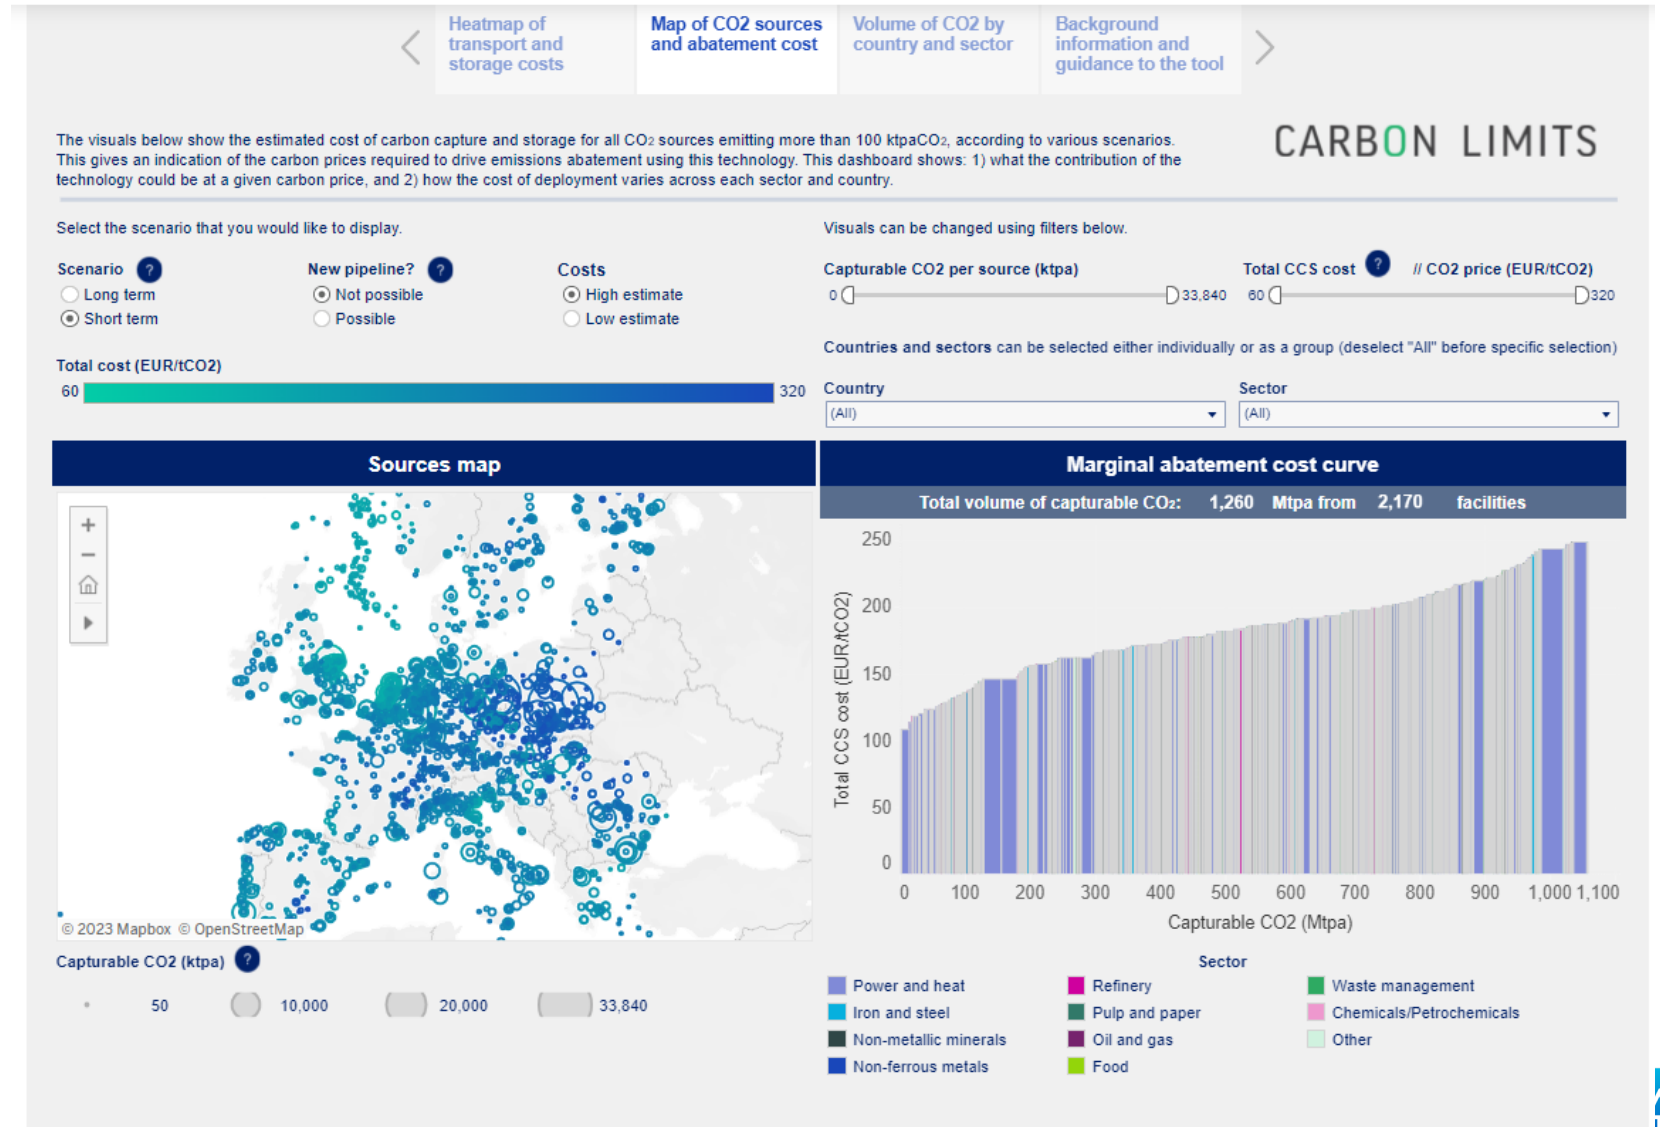 Heatmap of
transport and
storage costs
Map of CO2 sources
and abatement cost
Volume of CO2 by
country and sector
Background
information and
guidance to the tool
The visuals below show the estimated cost of carbon capture and storage for all CO2 sources emitting more than 100 ktpaCO2, according to various scenarios.
This gives an indication of the carbon prices required to drive emissions abatement using this technology. This dashboard shows: 1) what the contribution of the
technology could be at a given carbon price, and 2) how the cost of deployment varies across each sector and country.
CARBON LIMITS
Select the scenario that you would like to display.
Visuals can be changed using filters below.
Scenario ?
Long term
Short term
New pipeline? ?
Not possible
Possible
Costs
High estimate
Low estimate
Capturable CO2 per source (ktpa)
0 33,840
Total CCS cost ? // CO2 price (EUR/tCO2)
60 320
Countries and sectors can be selected either individually or as a group (deselect "All" before specific selection)
Total cost (EUR/tCO2)
60 320
Country
(All)
Sector
(All)
Sources map
© 2023 Mapbox © OpenStreetMap
Capturable CO2 (ktpa) ?
50 10,000 20,000 33,840
Marginal abatement cost curve
Total volume of capturable CO2: 1,260 Mtpa from 2,170 facilities
Total CCS cost (EUR/tCO2)
250
200
150
100
50
0
0 100 200 300 400 500 600 700 800 900 1,000 1,100
Capturable CO2 (Mtpa)
Sector
Power and heat
Refinery
Waste management
Iron and steel
Pulp and paper
Chemicals/Petrochemicals
Non-metallic minerals
Oil and gas
Other
Non-ferrous metals
Food